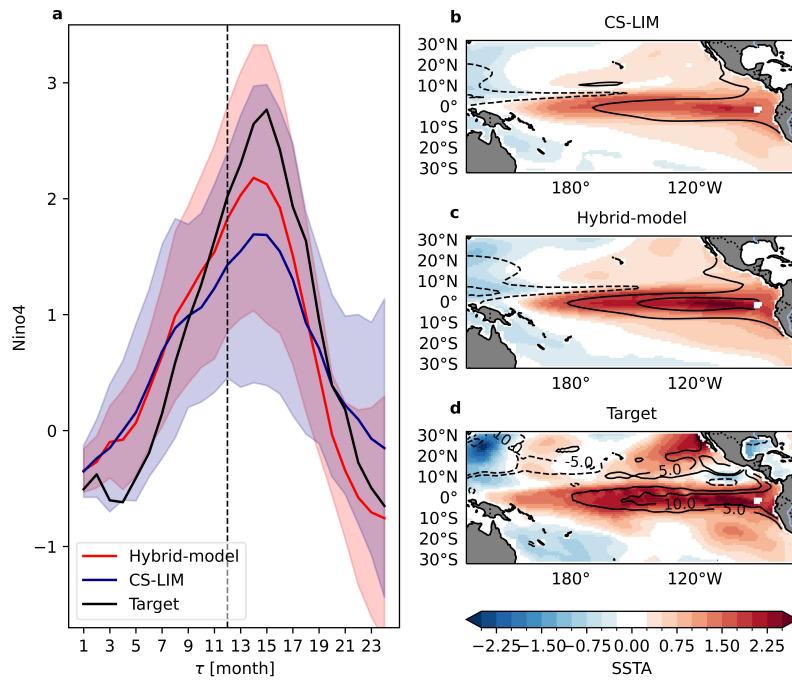 a
Nino4
3
2
1
0
−1
Hybrid-model
CS-LIM
Target
1 3 5 7 9 11 13 15 17 19 21 23
τ [month]
b
CS-LIM
30°N
20°N
10°N
0°
10°S
20°S
30°S
180° 120°W
c
Hybrid-model
30°N
20°N
10°N
0°
10°S
20°S
30°S
180° 120°W
d
Target
30°N
20°N
10°N
0°
10°S
20°S
30°S
-5.0
5.0
10.0
5.0
180° 120°W
−2.25 −1.50 −0.75 0.00 0.75 1.50 2.25
SSTA